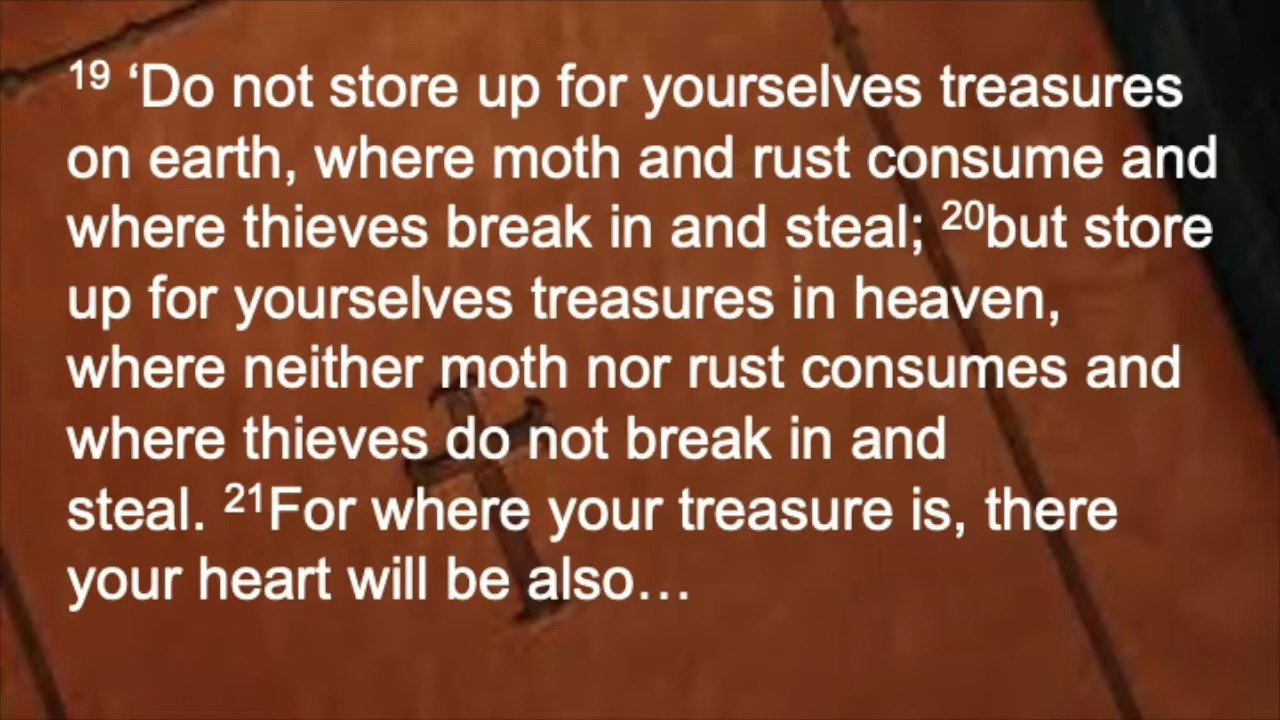 19 ‘Do not store up for yourselves treasures
on earth, where moth and rust consume and
where thieves break in and steal; 20but store
up for yourselves treasures in heaven,
where neither moth nor rust consumes and
where thieves do not break in and
steal. 21For where your treasure is, there
your heart will be also…